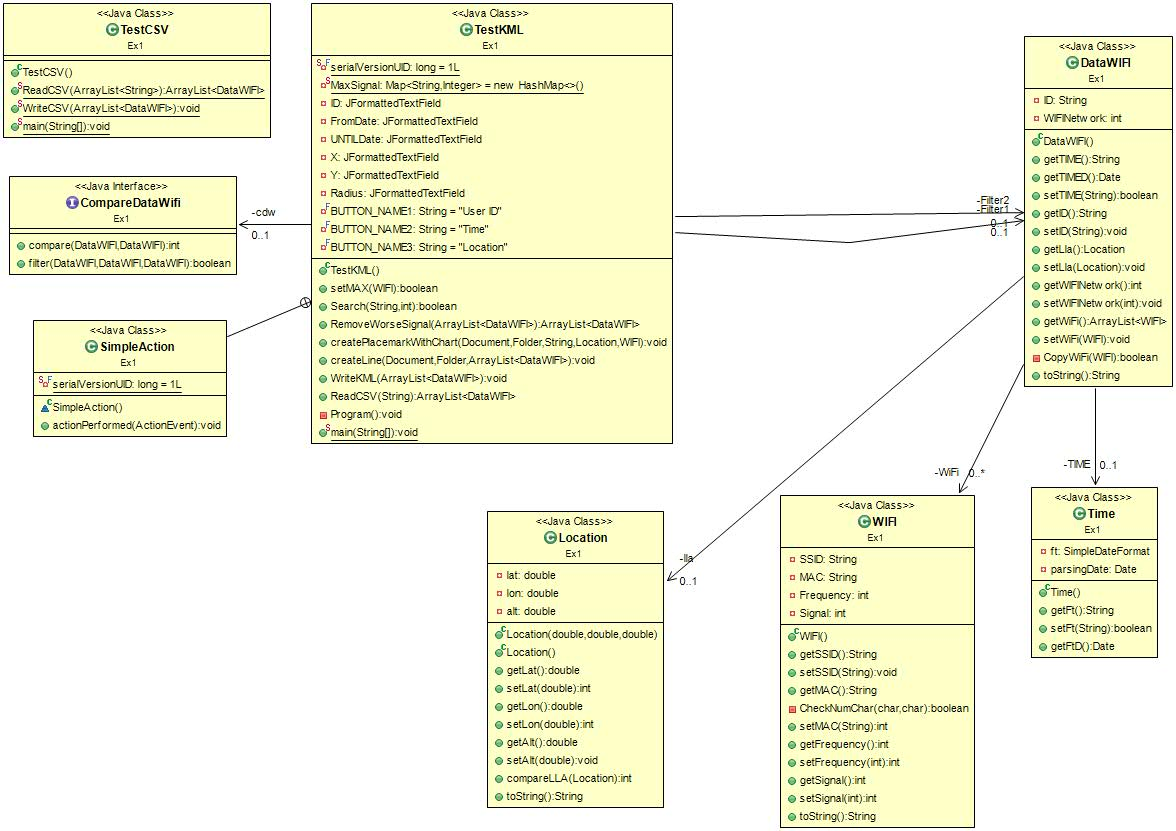 <<Java Class>>
TestCSV
Ex1
TestCSV()
ReadCSV(ArrayList<String>):ArrayList<DataWIFI>
WriteCSV(ArrayList<DataWIFI>):void
main(String[]):void
<<Java Interface>>
CompareDataWifi
Ex1
compare(DataWIFI,DataWIFI):int
filter(DataWIFI,DataWIFI,DataWIFI):boolean
<<Java Class>>
SimpleAction
Ex1
serialVersionUID: long = 1L
SimpleAction()
actionPerformed(ActionEvent):void
-cdw
0..1
<<Java Class>>
TestKML
Ex1
serialVersionUID: long = 1L
MaxSignal: Map<String,Integer> = new HashMap<>()
ID: JFormattedTextField
FromDate: JFormattedTextField
UNTILDate: JFormattedTextField
X: JFormattedTextField
Y: JFormattedTextField
Radius: JFormattedTextField
BUTTON_NAME1: String = "User ID"
BUTTON_NAME2: String = "Time"
BUTTON_NAME3: String = "Location"
TestKML()
setMAX(WIFI):boolean
Search(String,int):boolean
RemoveWorseSignal(ArrayList<DataWIFI>):ArrayList<DataWIFI>
createPlacemarkWithChart(Document,Folder,String,Location,WIFI):void
createLine(Document,Folder,ArrayList<DataWIFI>):void
WriteKML(ArrayList<DataWIFI>):void
ReadCSV(String):ArrayList<DataWIFI>
Program():void
main(String[]):void
-Filter2
-Filter1
0..1
0..1
<<Java Class>>
DataWIFI
Ex1
ID: String
WIFINetwork: int
DataWIFI()
getTIME():String
getTIMED():Date
setTIME(String):boolean
getID():String
setID(String):void
getLla():Location
setLla(Location):void
getWIFINetwork():int
setWIFINetwork(int):void
getWiFi():ArrayList<WIFI>
setWiFi(WIFI):void
CopyWiFi(WIFI):boolean
toString():String
-lla
0..1
-WiFi
0..*
-TIME
0..1
<<Java Class>>
Location
Ex1
lat: double
lon: double
alt: double
Location(double,double,double)
Location()
getLat():double
setLat(double):int
getLon():double
setLon(double):int
getAlt():double
setAlt(double):void
compareLLA(Location):int
toString():String
<<Java Class>>
WIFI
Ex1
SSID: String
MAC: String
Frequency: int
Signal: int
WIFI()
getSSID():String
setSSID(String):void
getMAC():String
CheckNumChar(char,char):boolean
setMAC(String):int
getFrequency():int
setFrequency(int):int
getSignal():int
setSignal(int):int
toString():String
<<Java Class>>
Time
Ex1
ft: SimpleDateFormat
parsingDate: Date
Time()
getFt():String
setFt(String):boolean
getFtD():Date